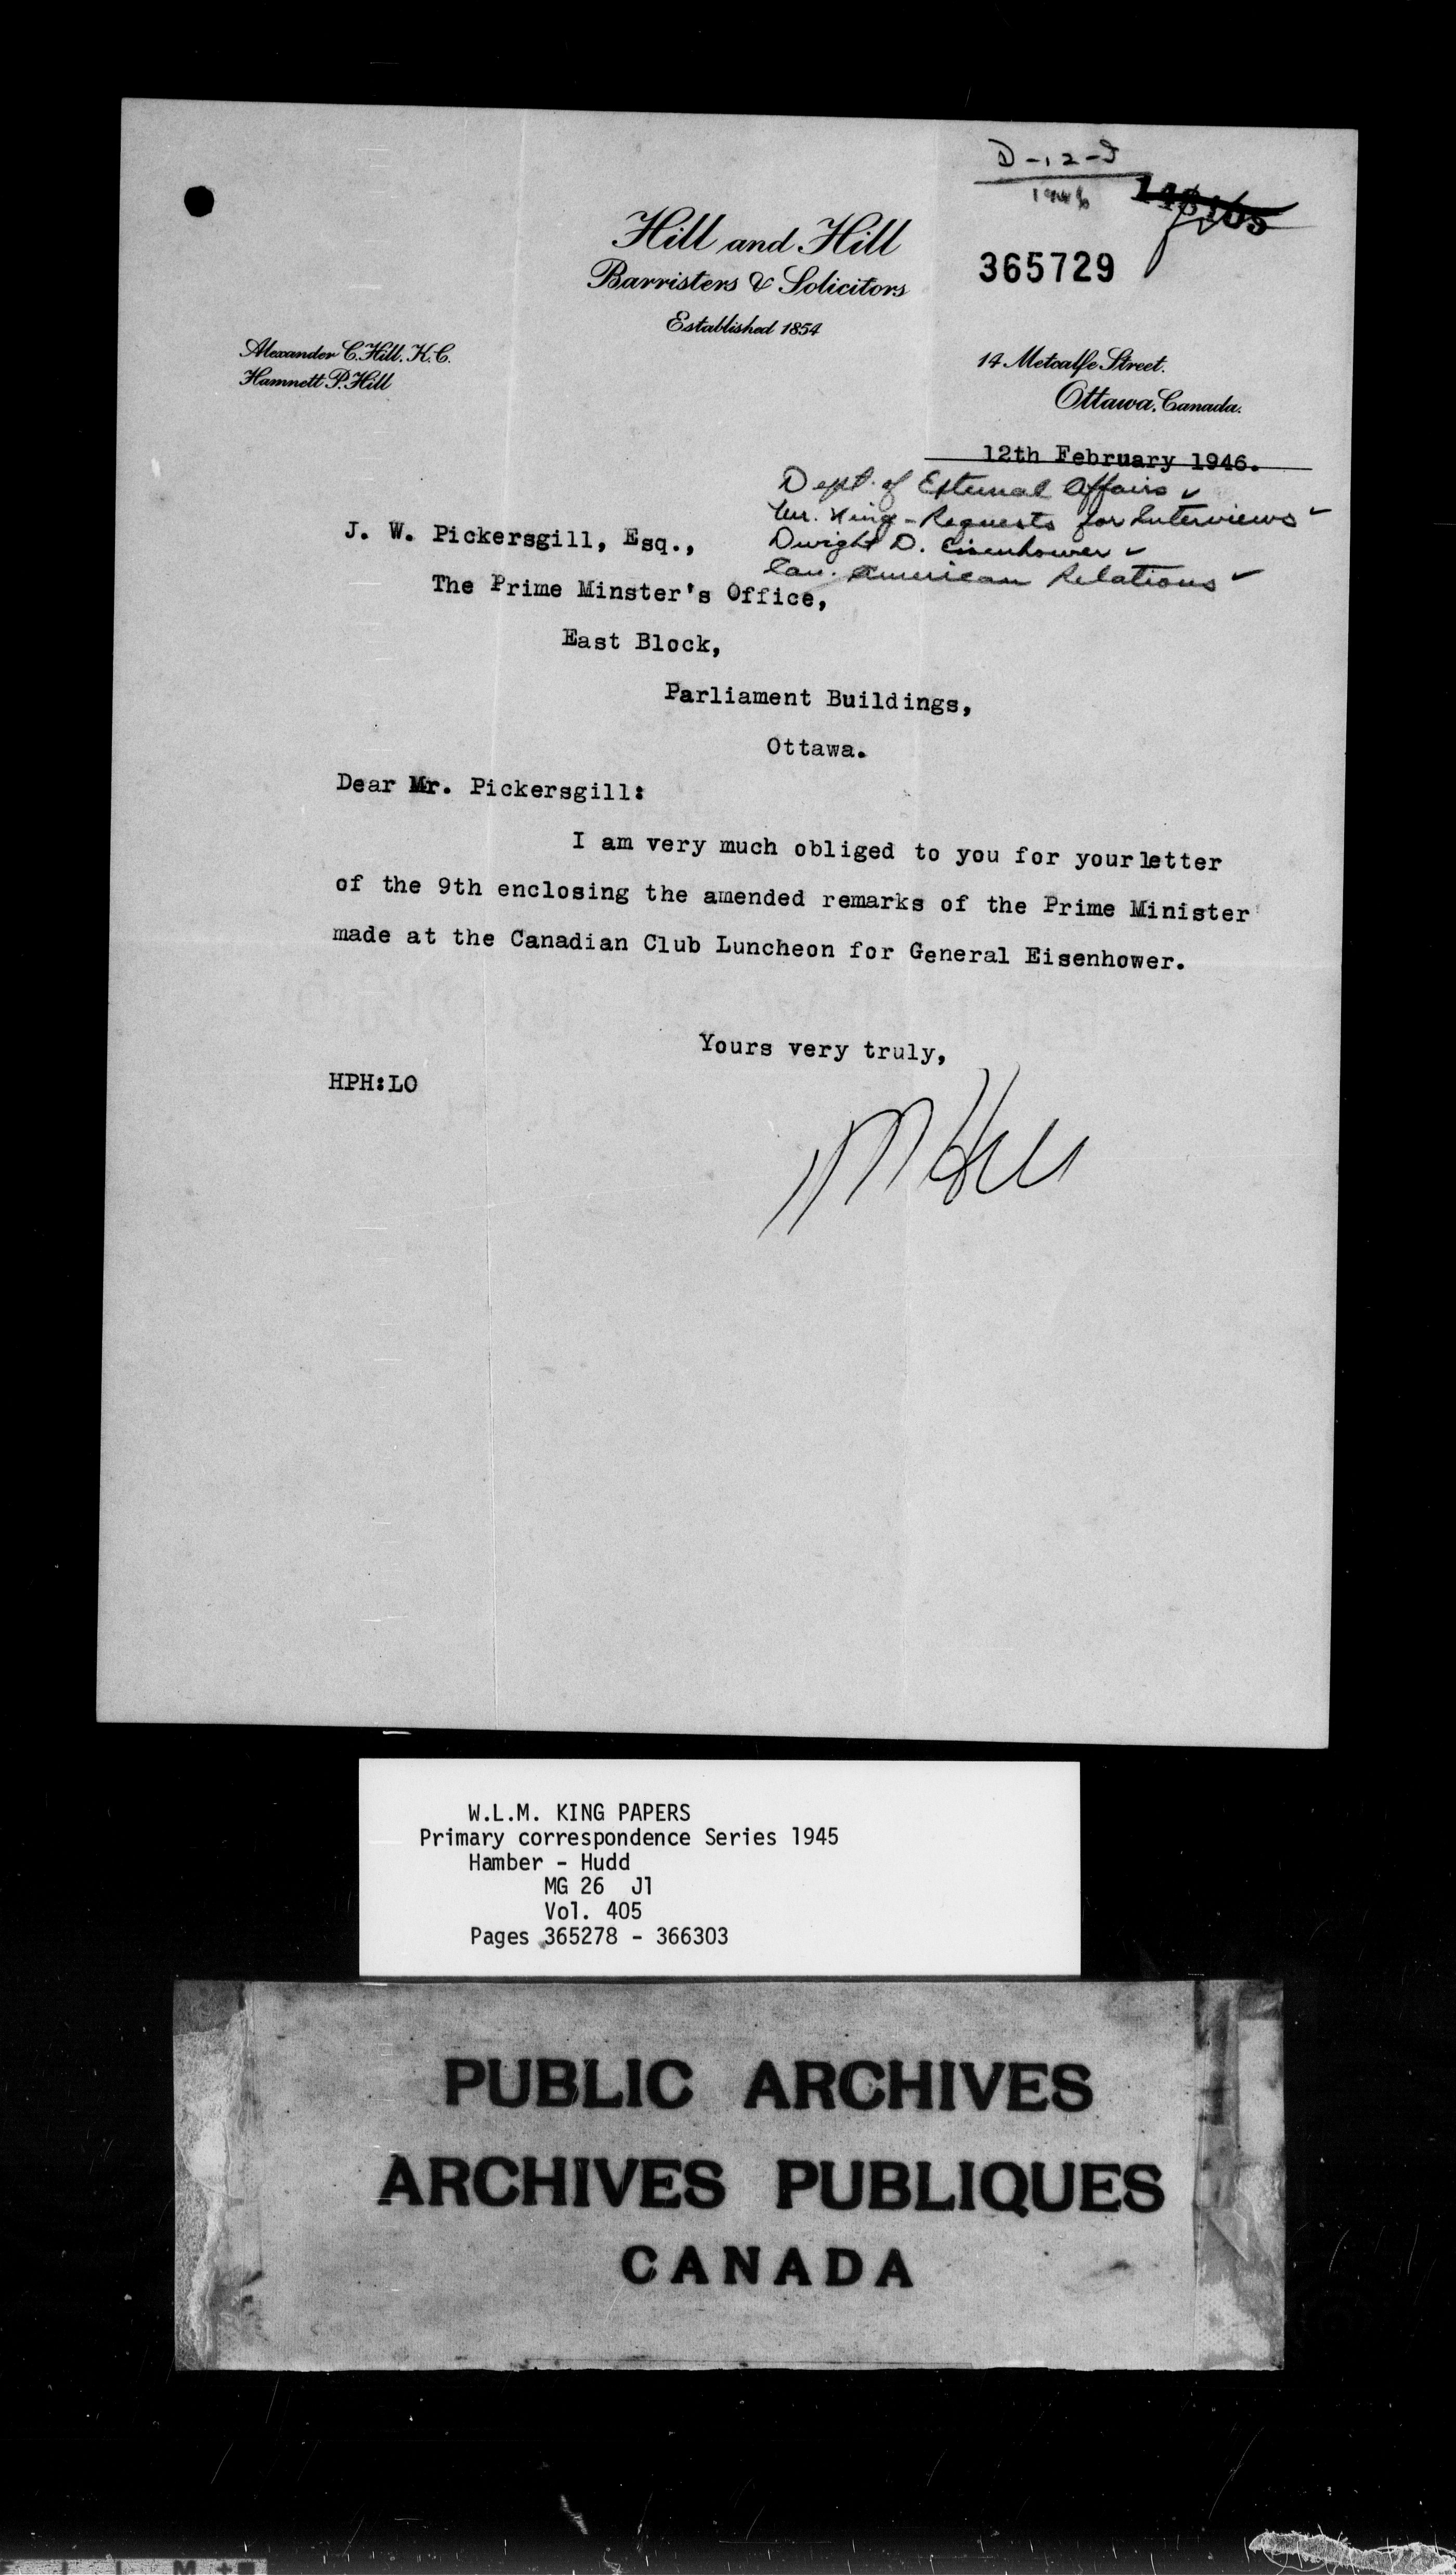 D-12-J
1946
Hill and Hill
Barristers & Solicitors
Established 1854
365729
Alexander C. Hill. K.C.
Hamnett P. Hill
14 Metcalfe Street.
Ottawa, Canada.
12th February 1946.
Dept. of External Affairs ✓
Mr. King - Requests for Interviews ✓
Dwight D. Eisenhower ✓
Can. American Relations ✓
J. W. Pickersgill, Esq.,
The Prime Minster's Office,
East Block,
Parliament Buildings,
Ottawa.
Dear Mr. Pickersgill:
I am very much obliged to you for your letter
of the 9th enclosing the amended remarks of the Prime Minister
made at the Canadian Club Luncheon for General Eisenhower.
Yours very truly,
HPH:LO
W.L.M. KING PAPERS
Primary correspondence Series 1945
Hamber - Hudd
MG 26 J1
Vol. 405
Pages 365278 - 366303
PUBLIC ARCHIVES
ARCHIVES PUBLIQUES
CANADA